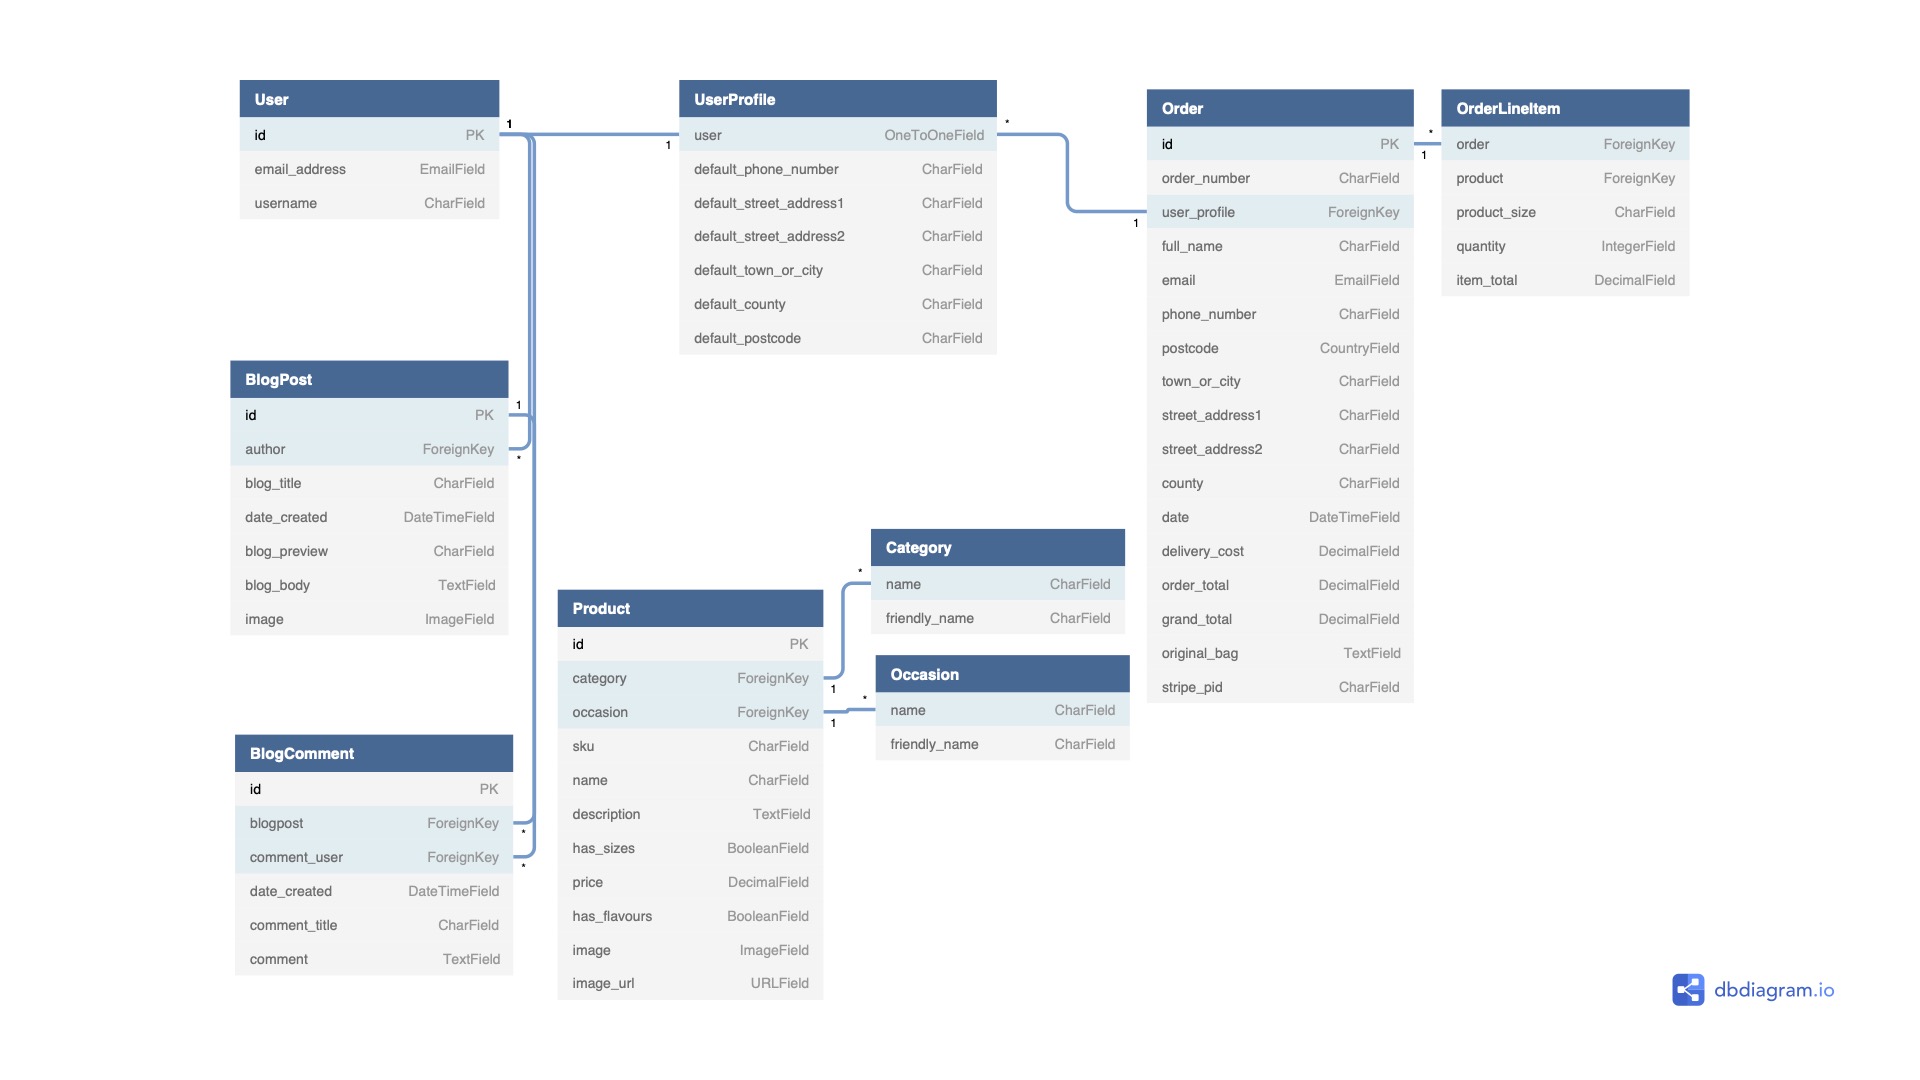 User
id PK
email_address EmailField
username CharField
1
1
UserProfile
user OneToOneField
default_phone_number CharField
default_street_address1 CharField
default_street_address2 CharField
default_town_or_city CharField
default_county CharField
default_postcode CharField
*
1
Order
id PK
order_number CharField
user_profile ForeignKey
full_name CharField
email EmailField
phone_number CharField
postcode CountryField
town_or_city CharField
street_address1 CharField
street_address2 CharField
county CharField
date DateTimeField
delivery_cost DecimalField
order_total DecimalField
grand_total DecimalField
original_bag TextField
stripe_pid CharField
*
1
OrderLineItem
order ForeignKey
product ForeignKey
product_size CharField
quantity IntegerField
item_total DecimalField
BlogPost
id PK
author ForeignKey
blog_title CharField
date_created DateTimeField
blog_preview CharField
blog_body TextField
image ImageField
1
*
BlogComment
id PK
blogpost ForeignKey
comment_user ForeignKey
date_created DateTimeField
comment_title CharField
comment TextField
*
*
Product
id PK
category ForeignKey
occasion ForeignKey
sku CharField
name CharField
description TextField
has_sizes BooleanField
price DecimalField
has_flavours BooleanField
image ImageField
image_url URLField
*
1
*
1
Category
name CharField
friendly_name CharField
Occasion
name CharField
friendly_name CharField
dbdiagram.io